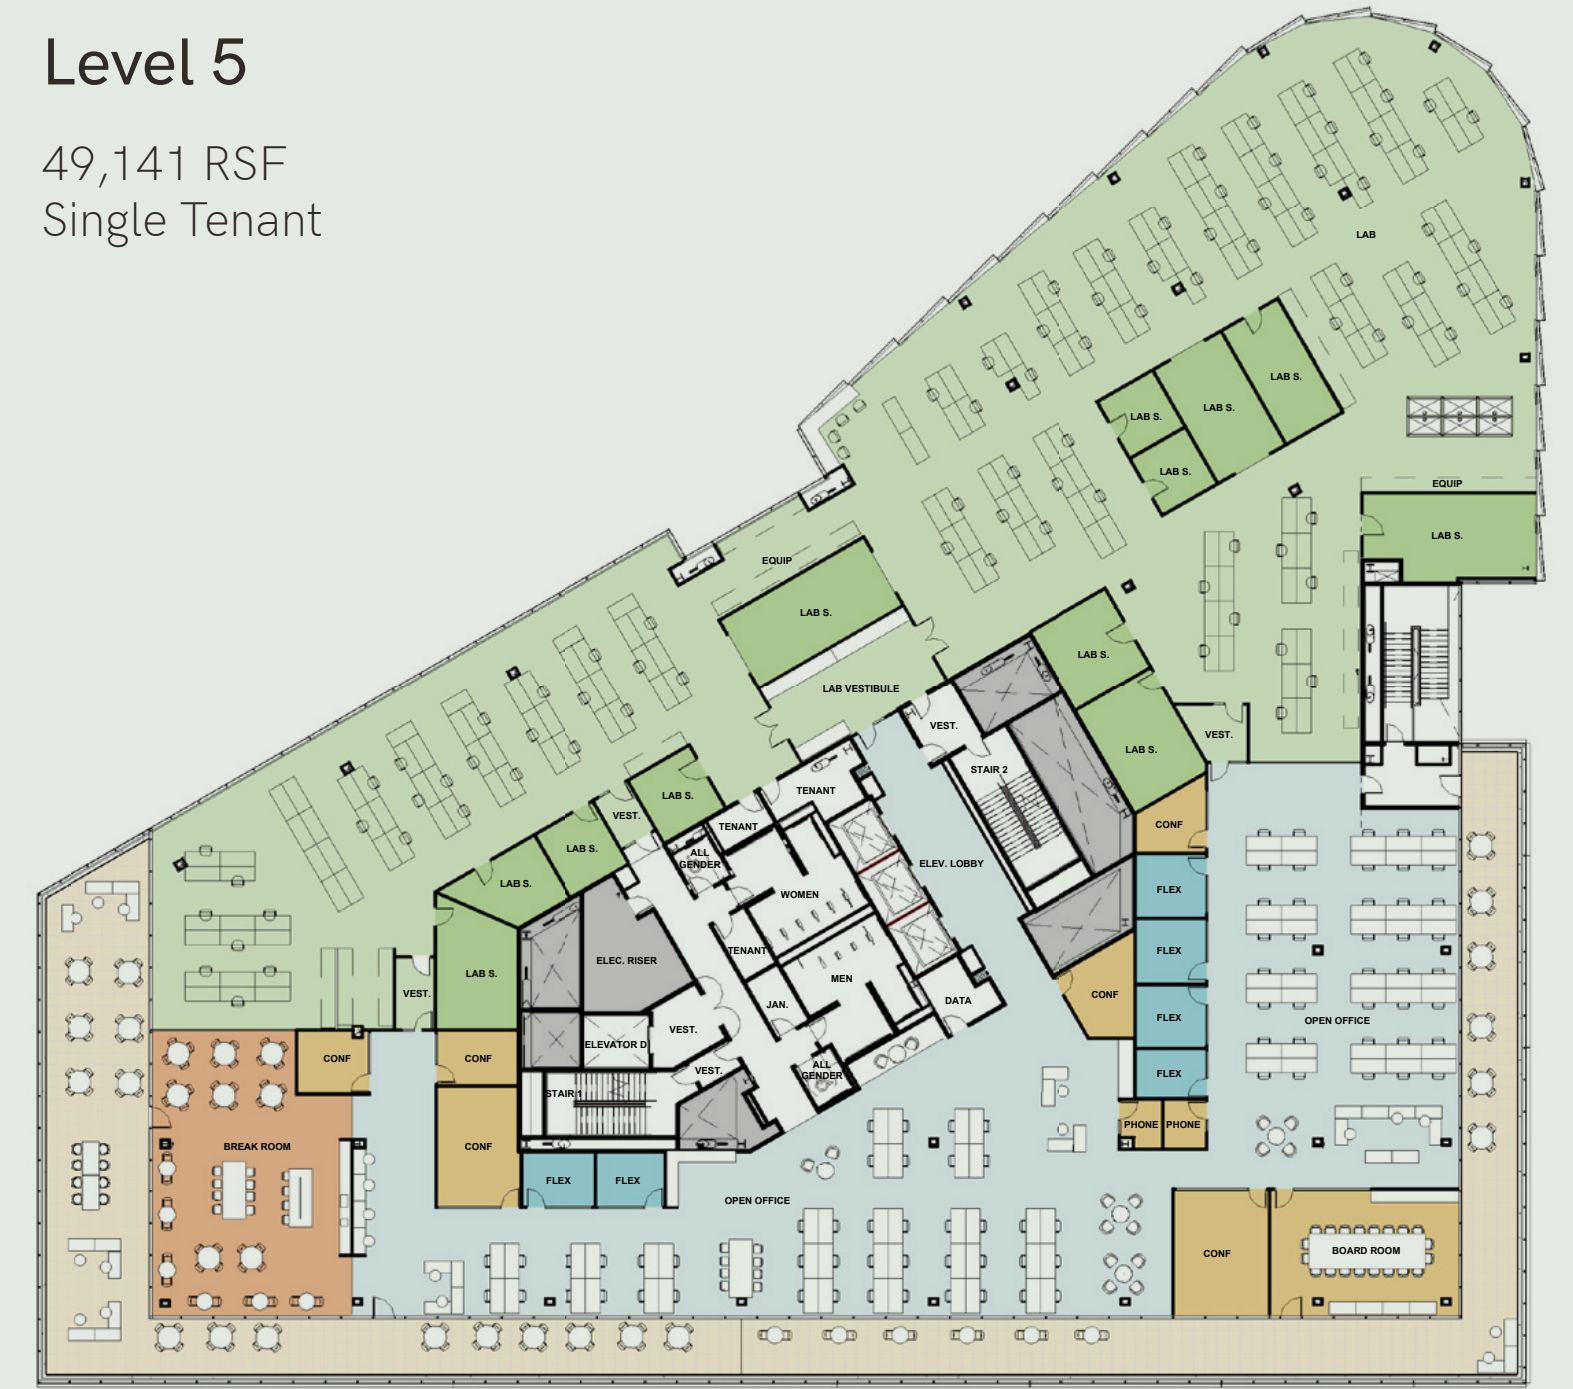 Level 5
49,141 RSF
Single Tenant
LAB
LAB S.
LAB S.
LAB S.
LAB S.
EQUIP
LAB S.
EQUIP
LAB S.
LAB S.
LAB VESTIBULE
VEST.
VEST.
LAB S.
STAIR 2
TENANT
LAB S.
VEST.
TENANT
CONF
LAB S.
ALL
GENDER
ELEV. LOBBY
LAB S.
WOMEN
FLEX
TENANT
FLEX
ELEC. RISER
LAB S.
MEN
VEST.
CONF
DATA
JAN.
FLEX
OPEN OFFICE
VEST.
ELEVATOR D
CONF
CONF
VEST.
ALL
GENDER
FLEX
STAIR 1
PHONE
PHONE
BREAK ROOM
CONF
FLEX
FLEX
OPEN OFFICE
CONF
BOARD ROOM